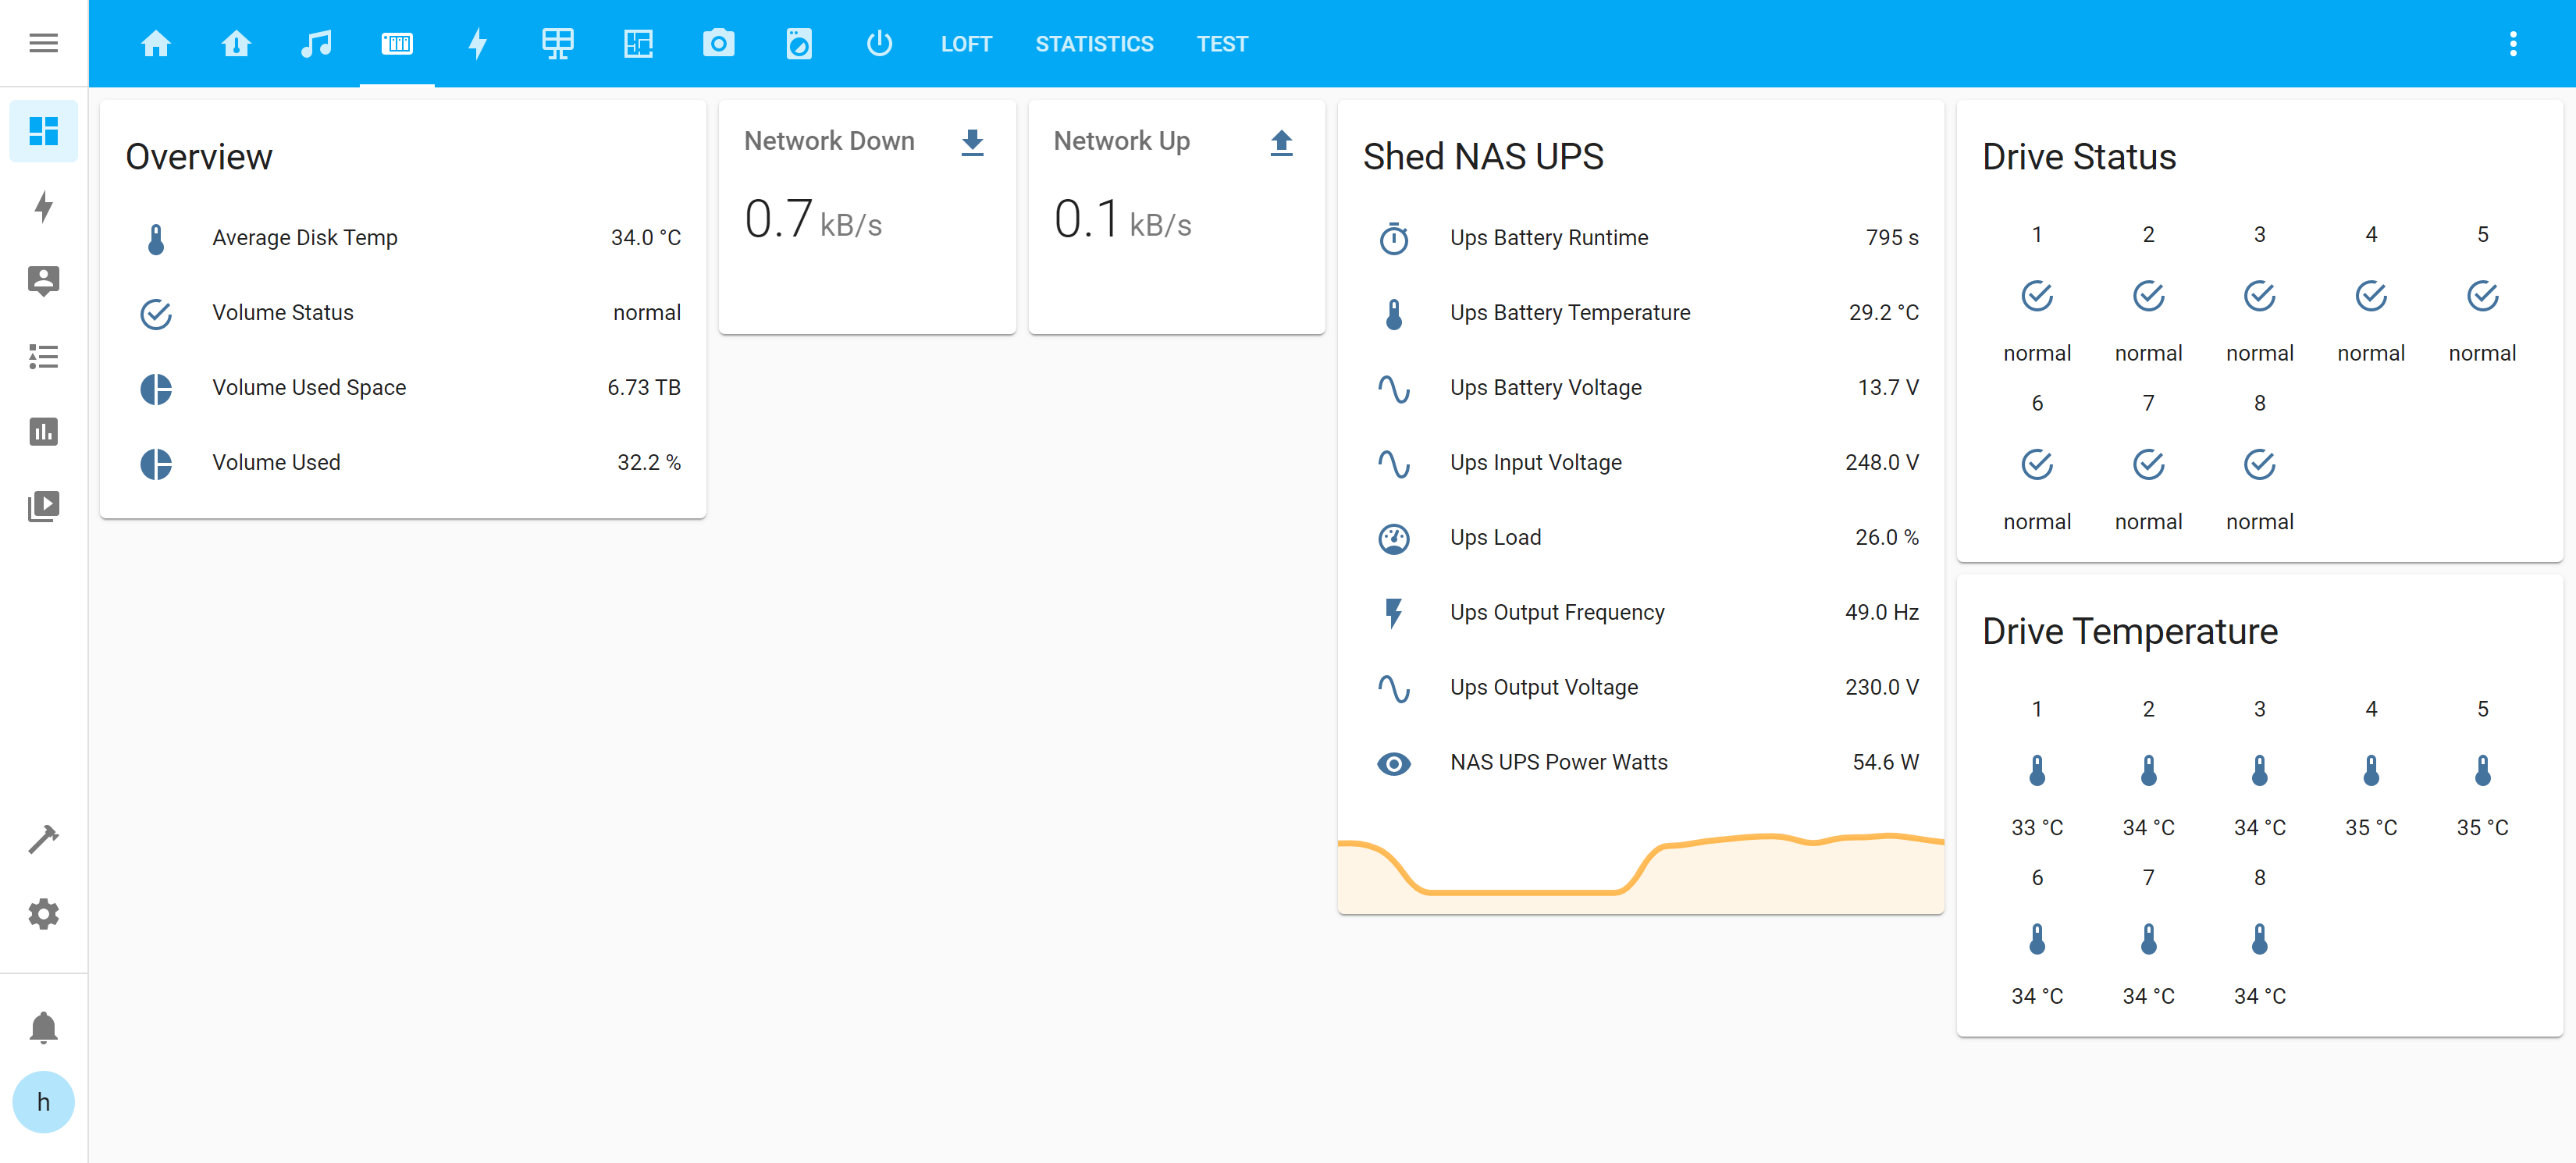 LOFT STATISTICS TEST
Overview
Average Disk Temp 34.0 °C
Volume Status normal
Volume Used Space 6.73 TB
Volume Used 32.2 %
Network Down
0.7 kB/s
Network Up
0.1 kB/s
Shed NAS UPS
Ups Battery Runtime 795 s
Ups Battery Temperature 29.2 °C
Ups Battery Voltage 13.7 V
Ups Input Voltage 248.0 V
Ups Load 26.0 %
Ups Output Frequency 49.0 Hz
Ups Output Voltage 230.0 V
NAS UPS Power Watts 54.6 W
Drive Status
1 2 3 4 5
normal normal normal normal normal
6 7 8
normal normal normal
Drive Temperature
1 2 3 4 5
33 °C 34 °C 34 °C 35 °C 35 °C
6 7 8
34 °C 34 °C 34 °C
h